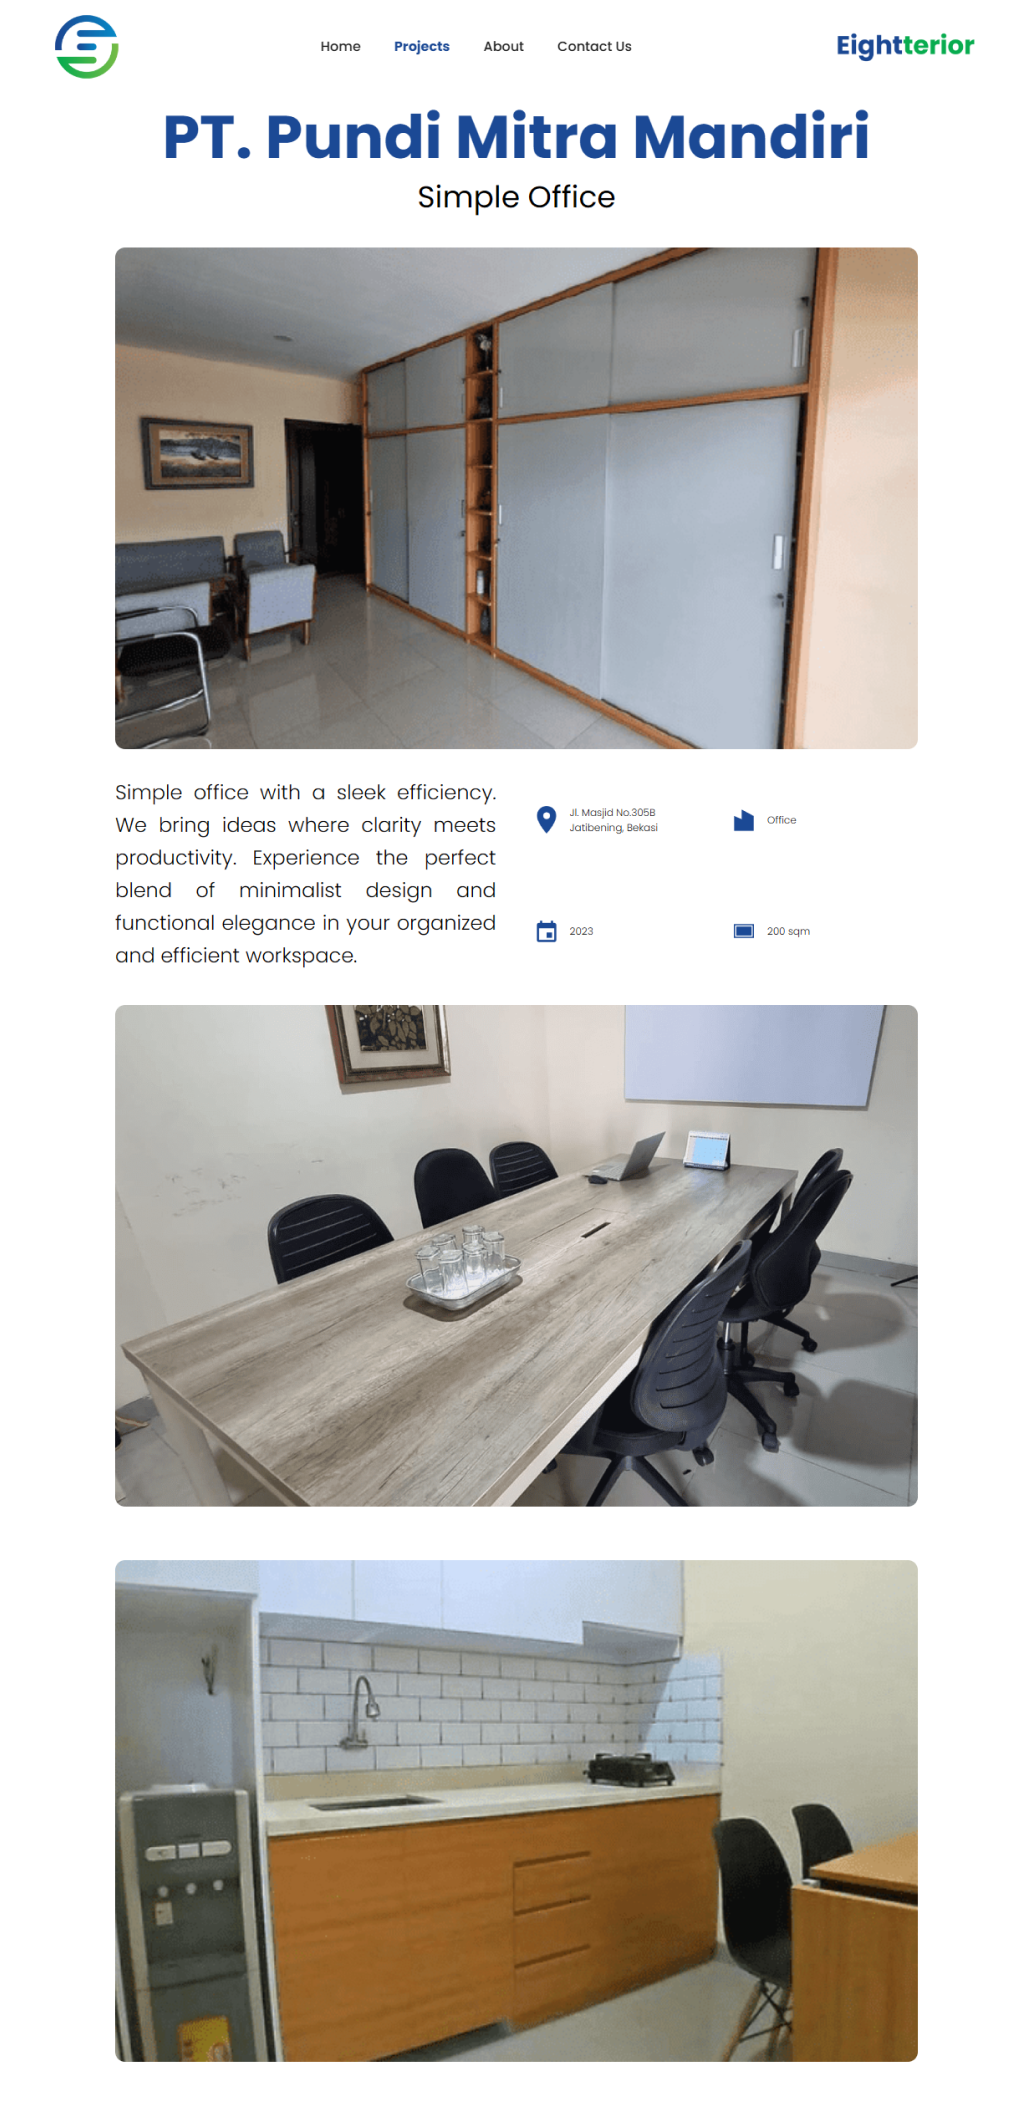 Home
Projects
About
Contact Us
Eightterior
PT. Pundi Mitra Mandiri
Simple Office
Simple office with a sleek efficiency.
We bring ideas where clarity meets
productivity. Experience the perfect
blend of minimalist design and
functional elegance in your organized
and efficient workspace.
Jl. Masjid No.305B
Jatibening, Bekasi
Office
2023
200 sqm